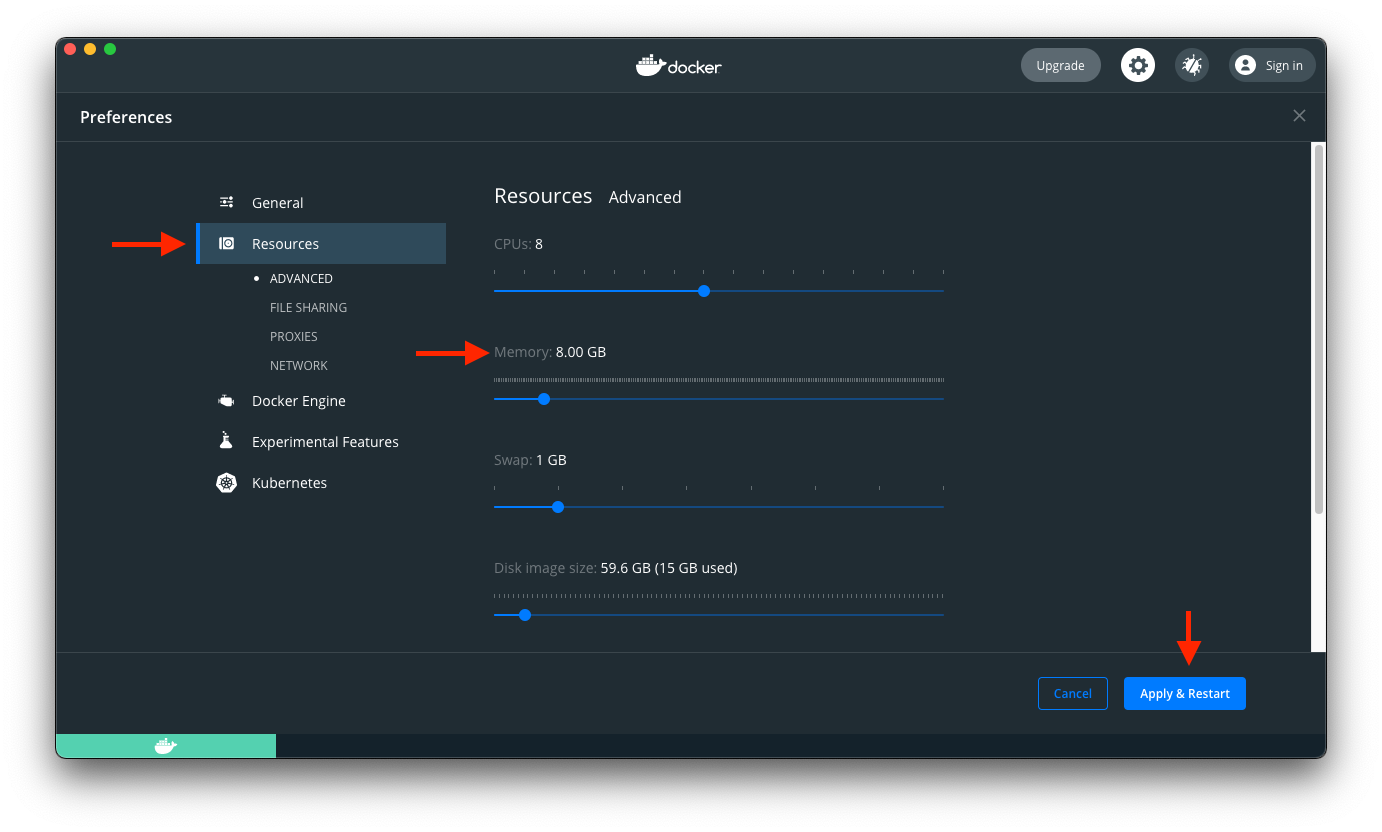 docker
Upgrade
Sign in
Preferences
General
Resources
ADVANCED
FILE SHARING
PROXIES
NETWORK
Docker Engine
Experimental Features
Kubernetes
Resources Advanced
CPUs: 8
Memory: 8.00 GB
Swap: 1 GB
Disk image size: 59.6 GB (15 GB used)
Cancel
Apply & Restart